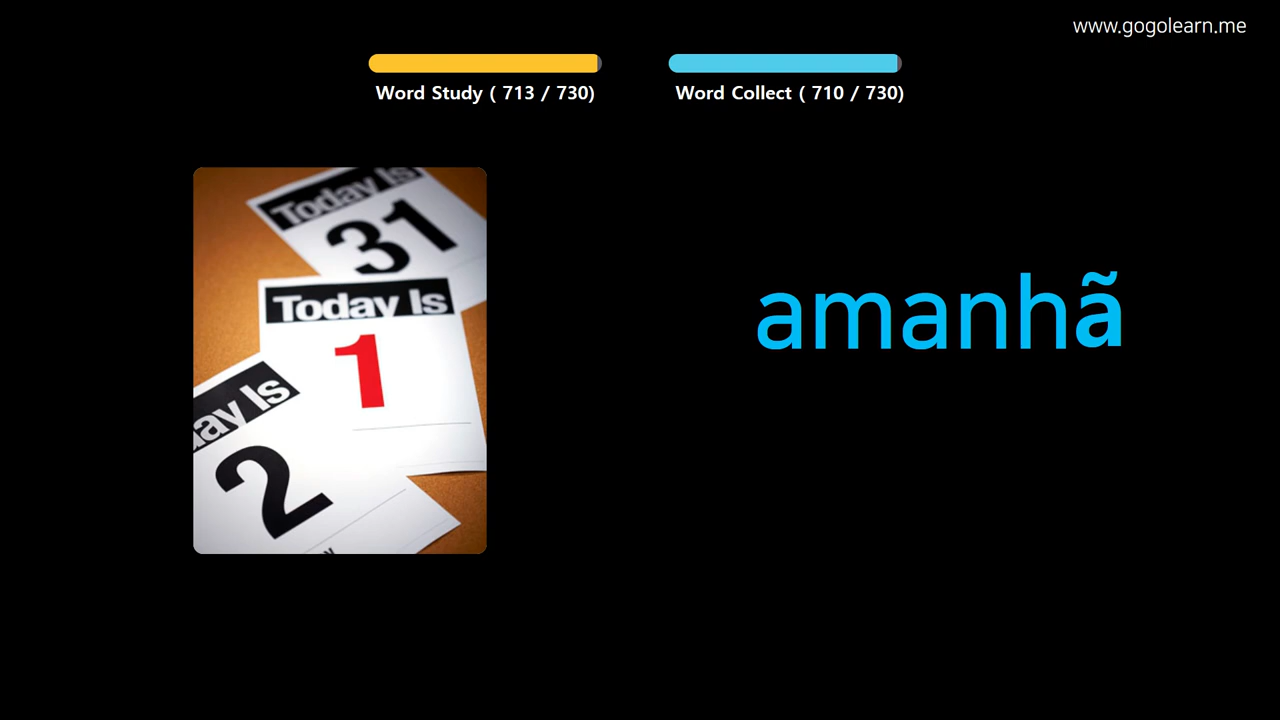 www.gogolearn.me
Word Study ( 713 / 730)
Word Collect ( 710 / 730)
Today Is
31
Today Is
1
ay Is
2
amanhã